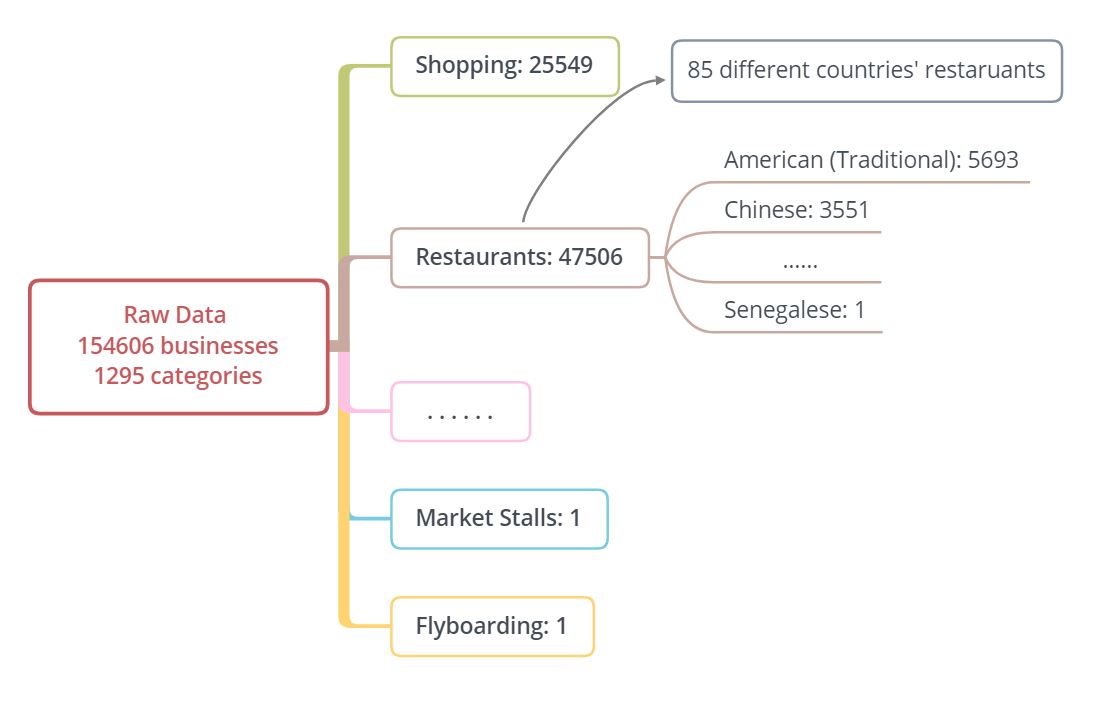 Shopping: 25549
85 different countries' restaruants
American (Traditional): 5693
Chinese: 3551
......
Senegalese: 1
Restaurants: 47506
Raw Data
154606 businesses
1295 categories
......
Market Stalls: 1
Flyboarding: 1